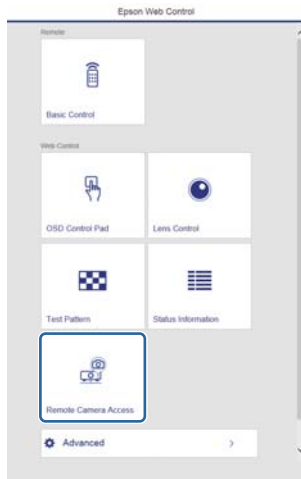 Epson Web Control
Remote
Basic Control
Web Control
OSD Control Pad
Lens Control
Test Pattern
Status Information
Remote Camera Access
Advanced